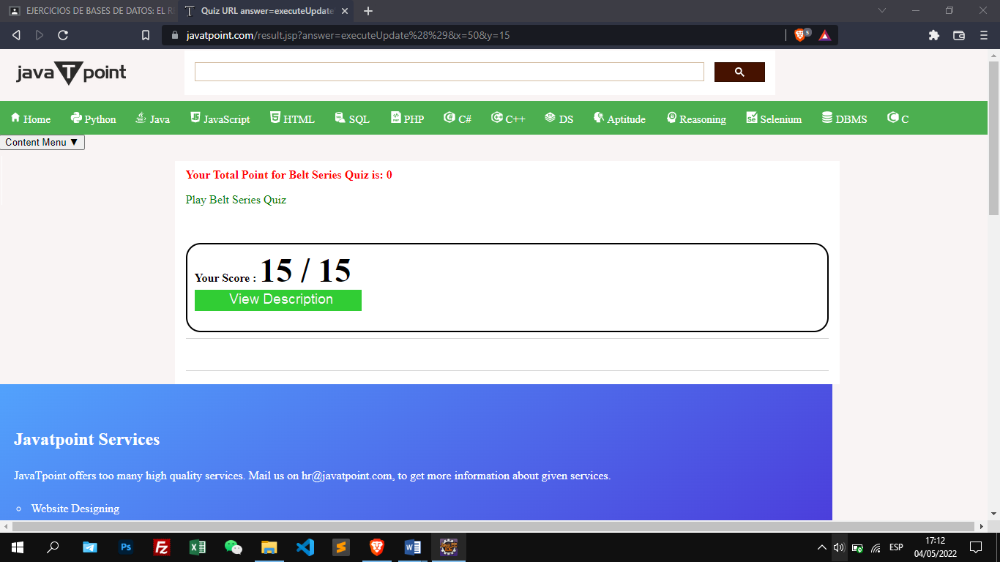 EJERCICIOS DE BASES DE DATOS: EL R
Quiz URL answer=executeUpdate
javatpoint.com/result.jsp?answer=executeUpdate%28%29&x=50&y=15
5
javaTpoint
Home Python Java JavaScript HTML SQL PHP C# C++ DS Aptitude Reasoning Selenium DBMS C
Content Menu ▼
Your Total Point for Belt Series Quiz is: 0
Play Belt Series Quiz
Your Score : 15 / 15
View Description
Javatpoint Services
JavaTpoint offers too many high quality services. Mail us on hr@javatpoint.com, to get more information about given services.
Website Designing
ESP
17:12
04/05/2022